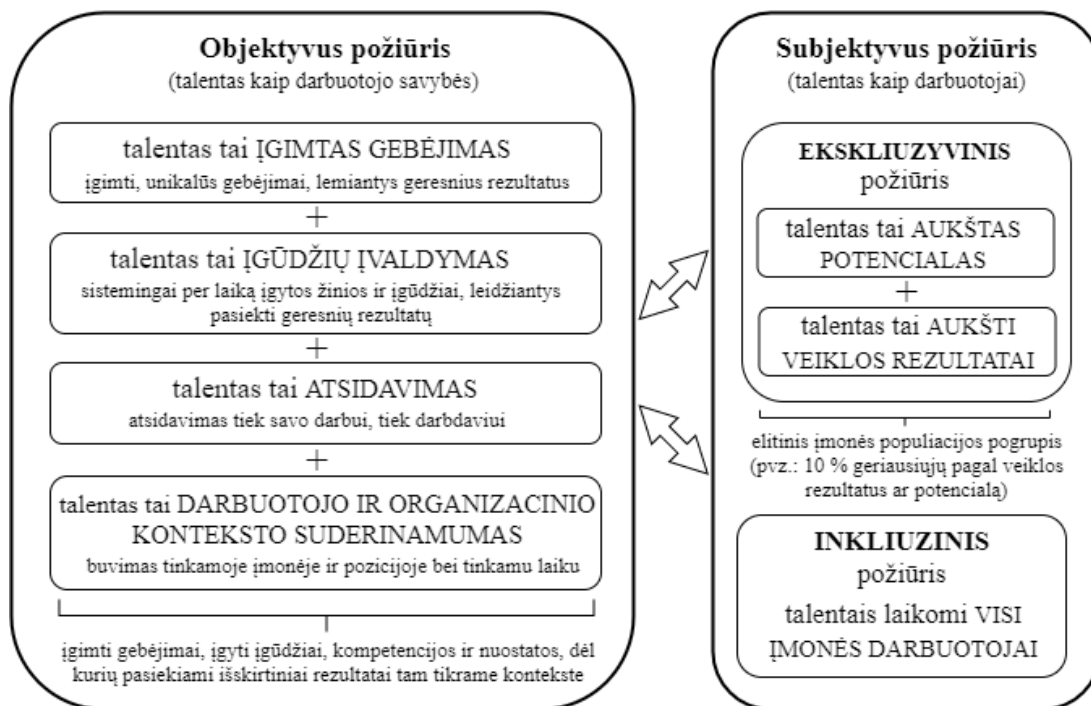 Objektyvus požiūris
(talentas kaip darbuotojo savybės)
talentas tai ĮGIMTAS GEBĖJIMAS
įgimti, unikalūs gebėjimai, lemiantys geresnius rezultatus
+
talentas tai ĮGŪDŽIŲ ĮVALDYMAS
sistemingai per laiką įgytos žinios ir įgūdžiai, leidžiantys
pasiekti geresnių rezultatų
+
talentas tai ATSIDAVIMAS
atsidavimas tiek savo darbui, tiek darbdaviui
+
talentas tai DARBUOTOJO IR ORGANIZACINIO
KONTEKSTO SUDERINAMUMAS
buvimas tinkamoje įmonėje ir pozicijoje bei tinkamu laiku
įgimti gebėjimai, įgyti įgūdžiai, kompetencijos ir nuostatos, dėl
kurių pasiekiami išskirtiniai rezultatai tam tikrame kontekste
Subjektyvus požiūris
(talentas kaip darbuotojai)
EKSKLIUZYVINIS
požiūris
talentas tai AUKŠTAS
POTENCIALAS
+
talentas tai AUKŠTI
VEIKLOS REZULTATAI
elitinis įmonės populiacijos pogrupis
(pvz.: 10 % geriausiųjų pagal veiklos
rezultatus ar potencialą)
INKLIUZINIS
požiūris
talentais laikomi VISI
ĮMONĖS DARBUOTOJAI